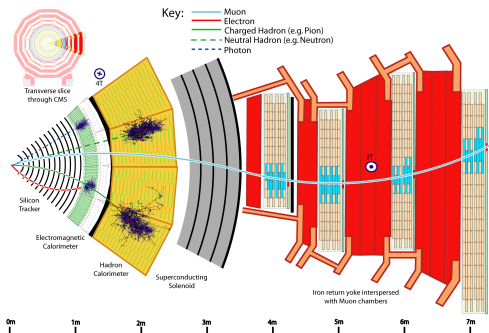 Key:
Muon
Electron
Charged Hadron (e.g. Pion)
Neutral Hadron (e.g. Neutron)
Photon
Transverse slice
through CMS
4T
2T
Silicon
Tracker
Electromagnetic
Calorimeter
Hadron
Calorimeter
Superconducting
Solenoid
Iron return yoke interspersed
with Muon chambers
0m
1m
2m
3m
4m
5m
6m
7m